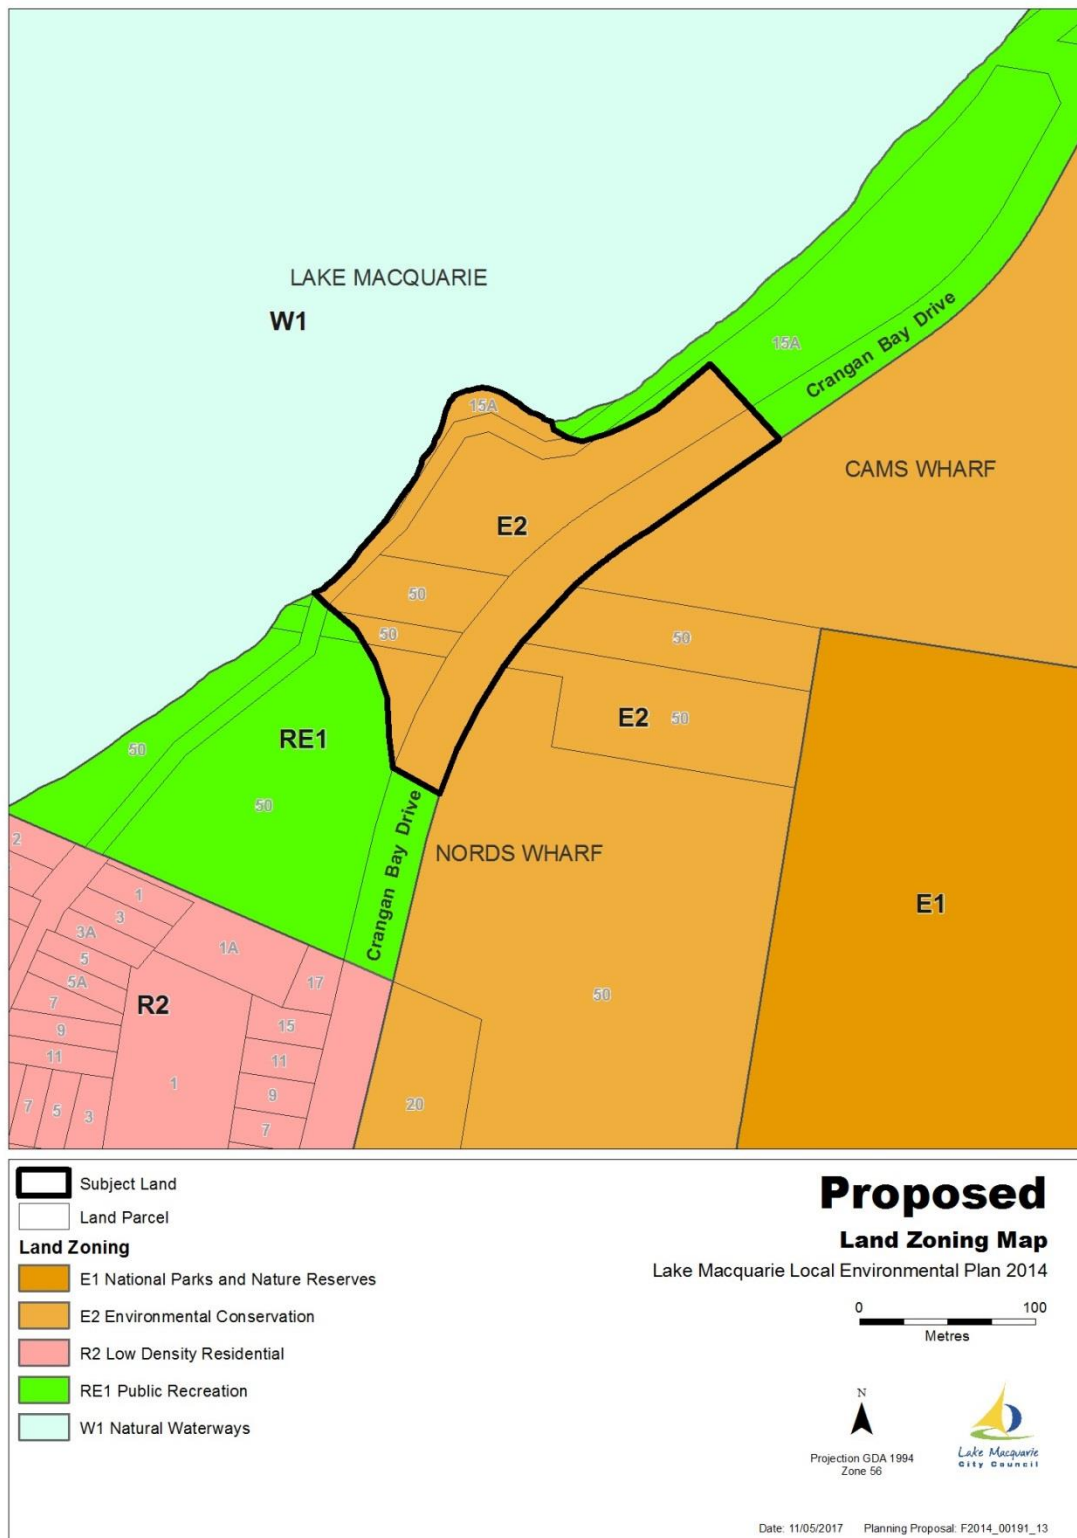 LAKE MACQUARIE
W1
15A
Crangan Bay Drive
15A
CAMS WHARF
E2
50
50
50
E2
50
RE1
50
50
Crangan Bay Drive
NORDS WHARF
2
1
3
3A
1A
E1
5
5A
17
7
R2
50
15
9
11
11
1
9
7
5
3
20
7
Subject Land
Land Parcel
Land Zoning
E1 National Parks and Nature Reserves
E2 Environmental Conservation
R2 Low Density Residential
RE1 Public Recreation
W1 Natural Waterways
Proposed
Land Zoning Map
Lake Macquarie Local Environmental Plan 2014
0 100
Metres
N
Projection GDA 1994
Zone 56
Lake Macquarie
City Council
Date: 11/05/2017 Planning Proposal: F2014_00191_13